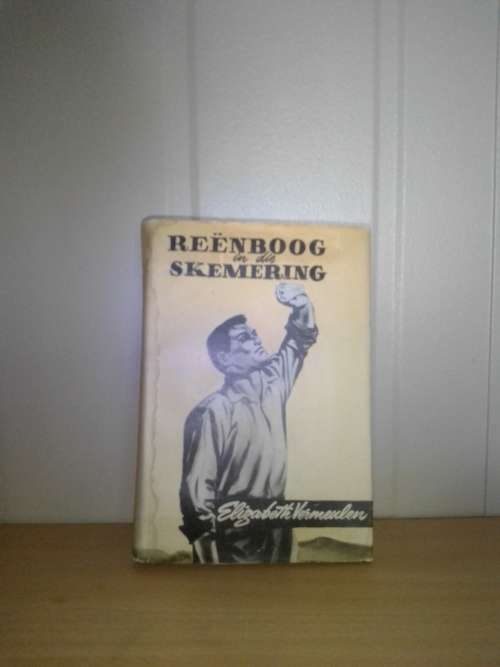 REËNBOOG
in die
SKEMERING
Elizabeth Vermeulen